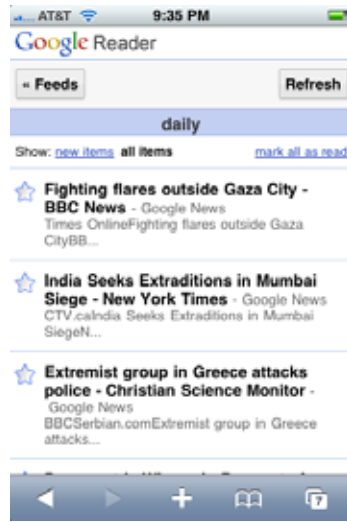 AT&T 9:35 PM
Google Reader
« Feeds Refresh
daily
Show: new items all items mark all as read
Fighting flares outside Gaza City -
BBC News - Google News
Times OnlineFighting flares outside Gaza
CityBB...
India Seeks Extraditions in Mumbai
Siege - New York Times - Google News
CTV.caIndia Seeks Extraditions in Mumbai
SiegeN...
Extremist group in Greece attacks
police - Christian Science Monitor -
Google News
BBCSerbian.comExtremist group in Greece
attacks...
7